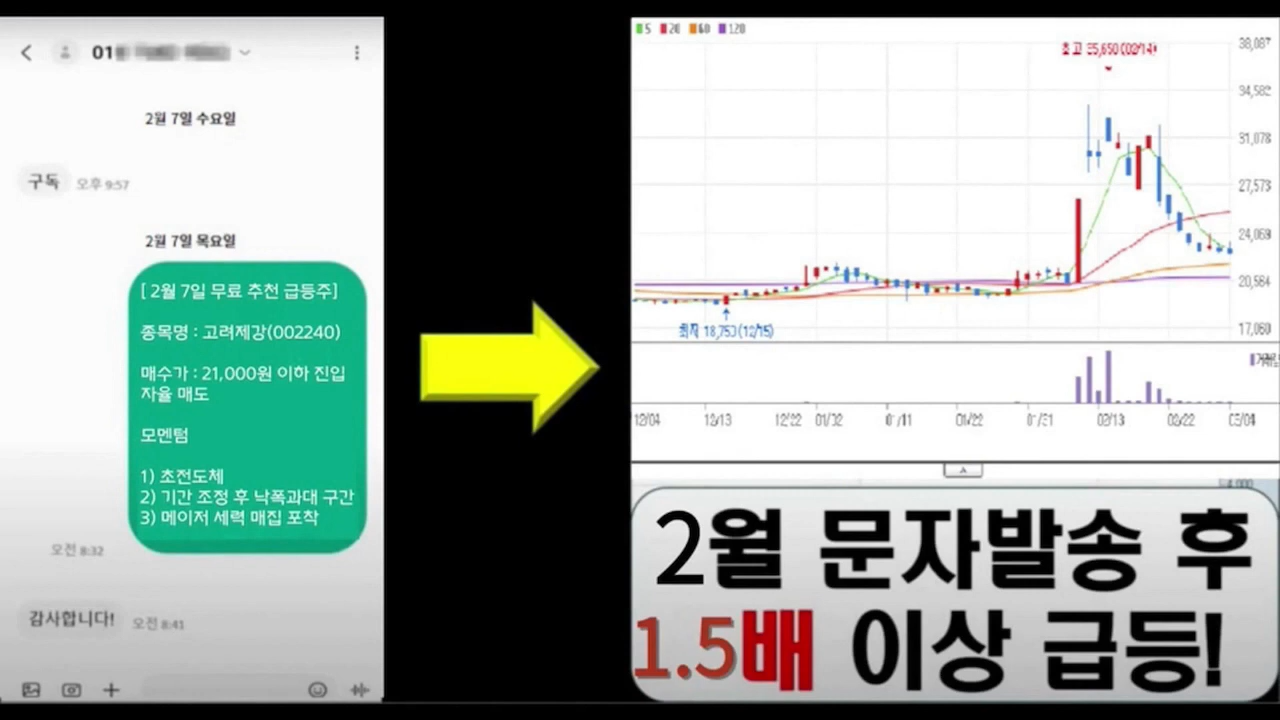 2월 7일 수요일
구독 오후 9:57
2월 7일 목요일
[ 2월 7일 무료 추천 급등주]
종목명 : 고려제강(002240)
매수가 : 21,000원 이하 진입
자율 매도
모멘텀
1) 초전도체
2) 기간 조정 후 낙폭과대 구간
3) 메이저 세력 매집 포착
오전 8:32
감사합니다! 오전 8:41
5 20 60 120
38,087
34,582
31,078
27,573
24,069
20,564
17,060
최저 18,750(12/15)
12/04 12/13 12/22 01/02 01/11 01/22 01/31 02/13 02/22 03/04
2월 문자발송 후
1.5배 이상 급등!